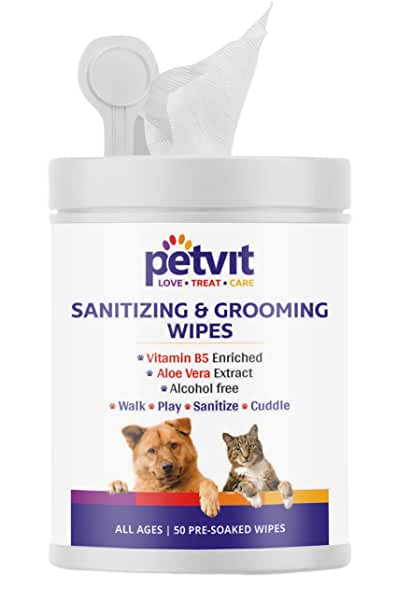 petvit
LOVE • TREAT • CARE
SANITIZING & GROOMING
WIPES
Vitamin B5 Enriched
Aloe Vera Extract
Alcohol free
Walk Play Sanitize Cuddle
ALL AGES | 50 PRE-SOAKED WIPES